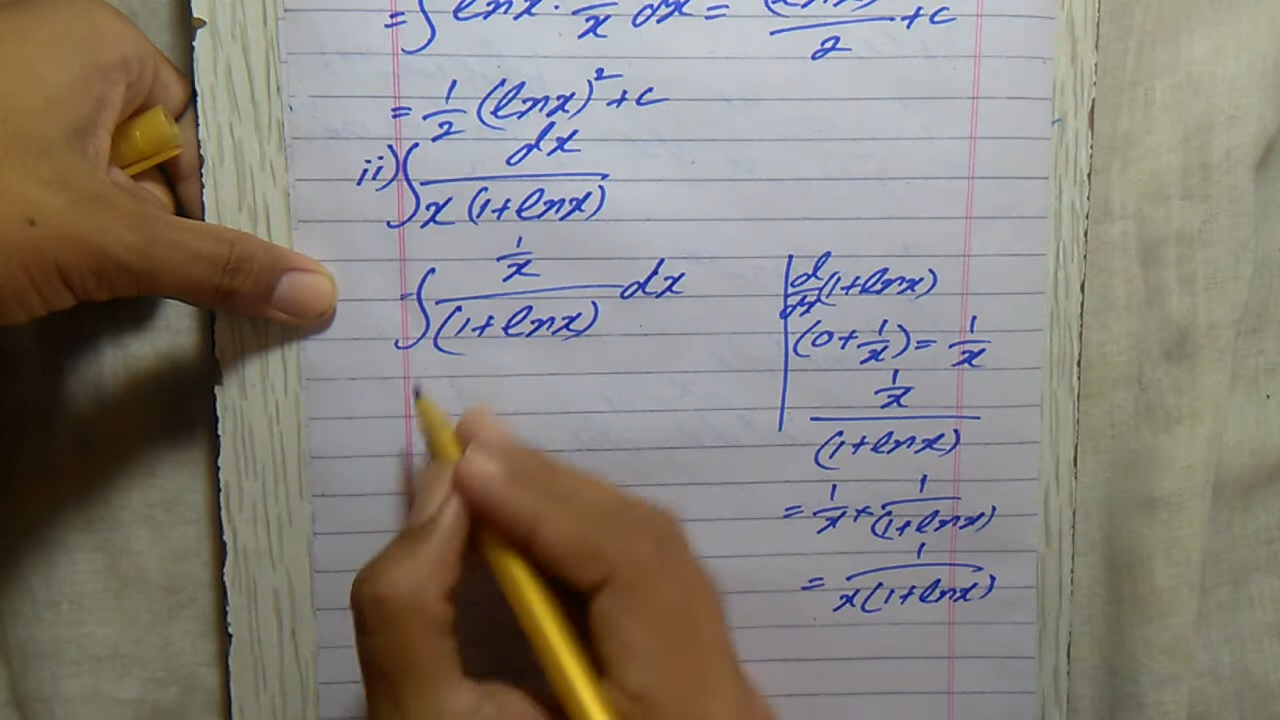 = ∫ lnx · 1/x dx = (lnx)²/2 + c
= 1/2 (lnx)² + c
ii) ∫ dx / x(1+lnx)
= ∫ 1/x / (1+lnx) dx
d/dx (1+lnx)
(0 + 1/x) = 1/x
1/x / (1+lnx)
= 1/x × 1/(1+lnx)
= 1 / x(1+lnx)